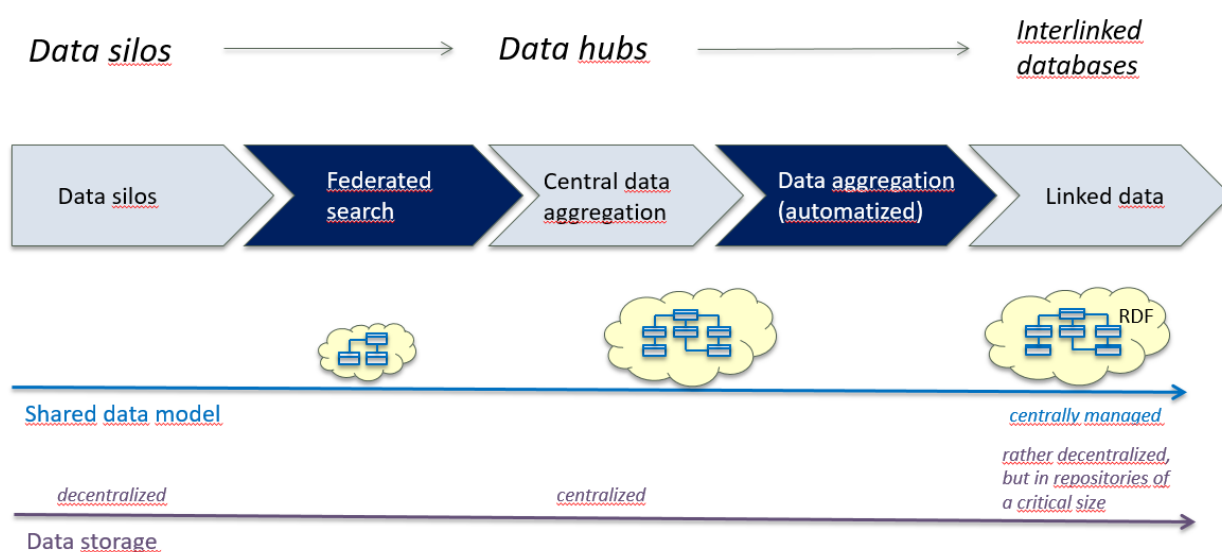 Data silos
Data hubs
Interlinked
databases
Data silos
Federated
search
Central data
aggregation
Data aggregation
(automatized)
Linked data
RDF
Shared data model
centrally managed
rather decentralized,
but in repositories of
a critical size
decentralized
centralized
Data storage